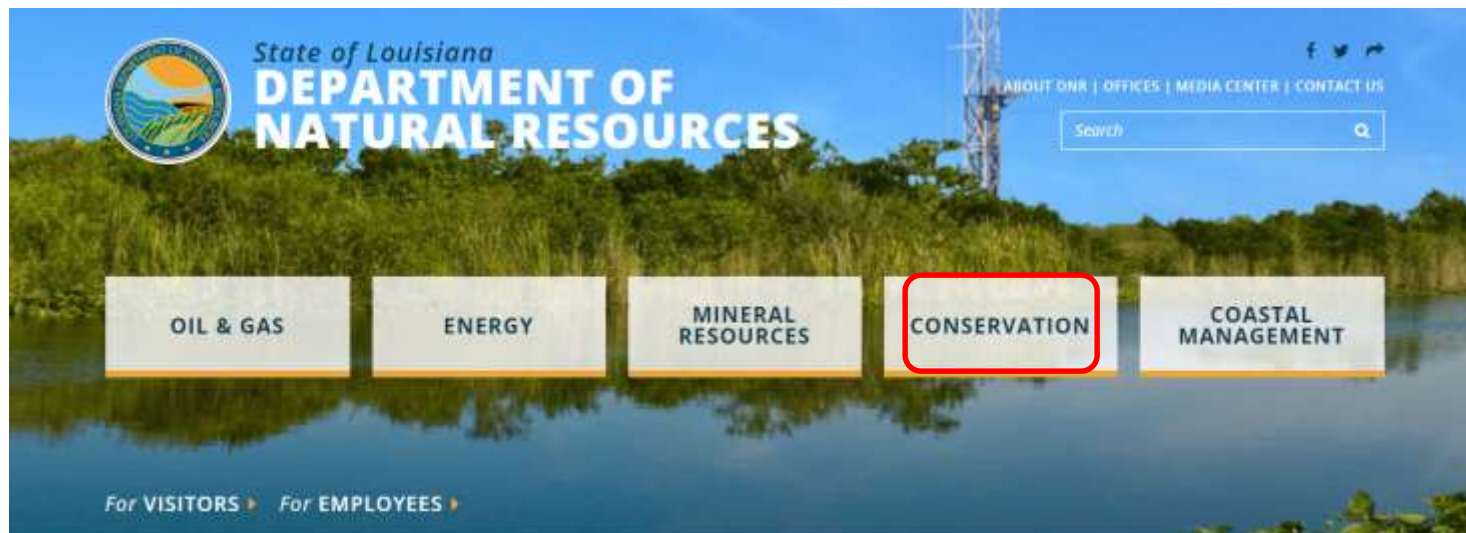 State of Louisiana
DEPARTMENT OF
NATURAL RESOURCES
ABOUT DNR | OFFICES | MEDIA CENTER | CONTACT US
Search
OIL & GAS
ENERGY
MINERAL
RESOURCES
CONSERVATION
COASTAL
MANAGEMENT
For VISITORS For EMPLOYEES